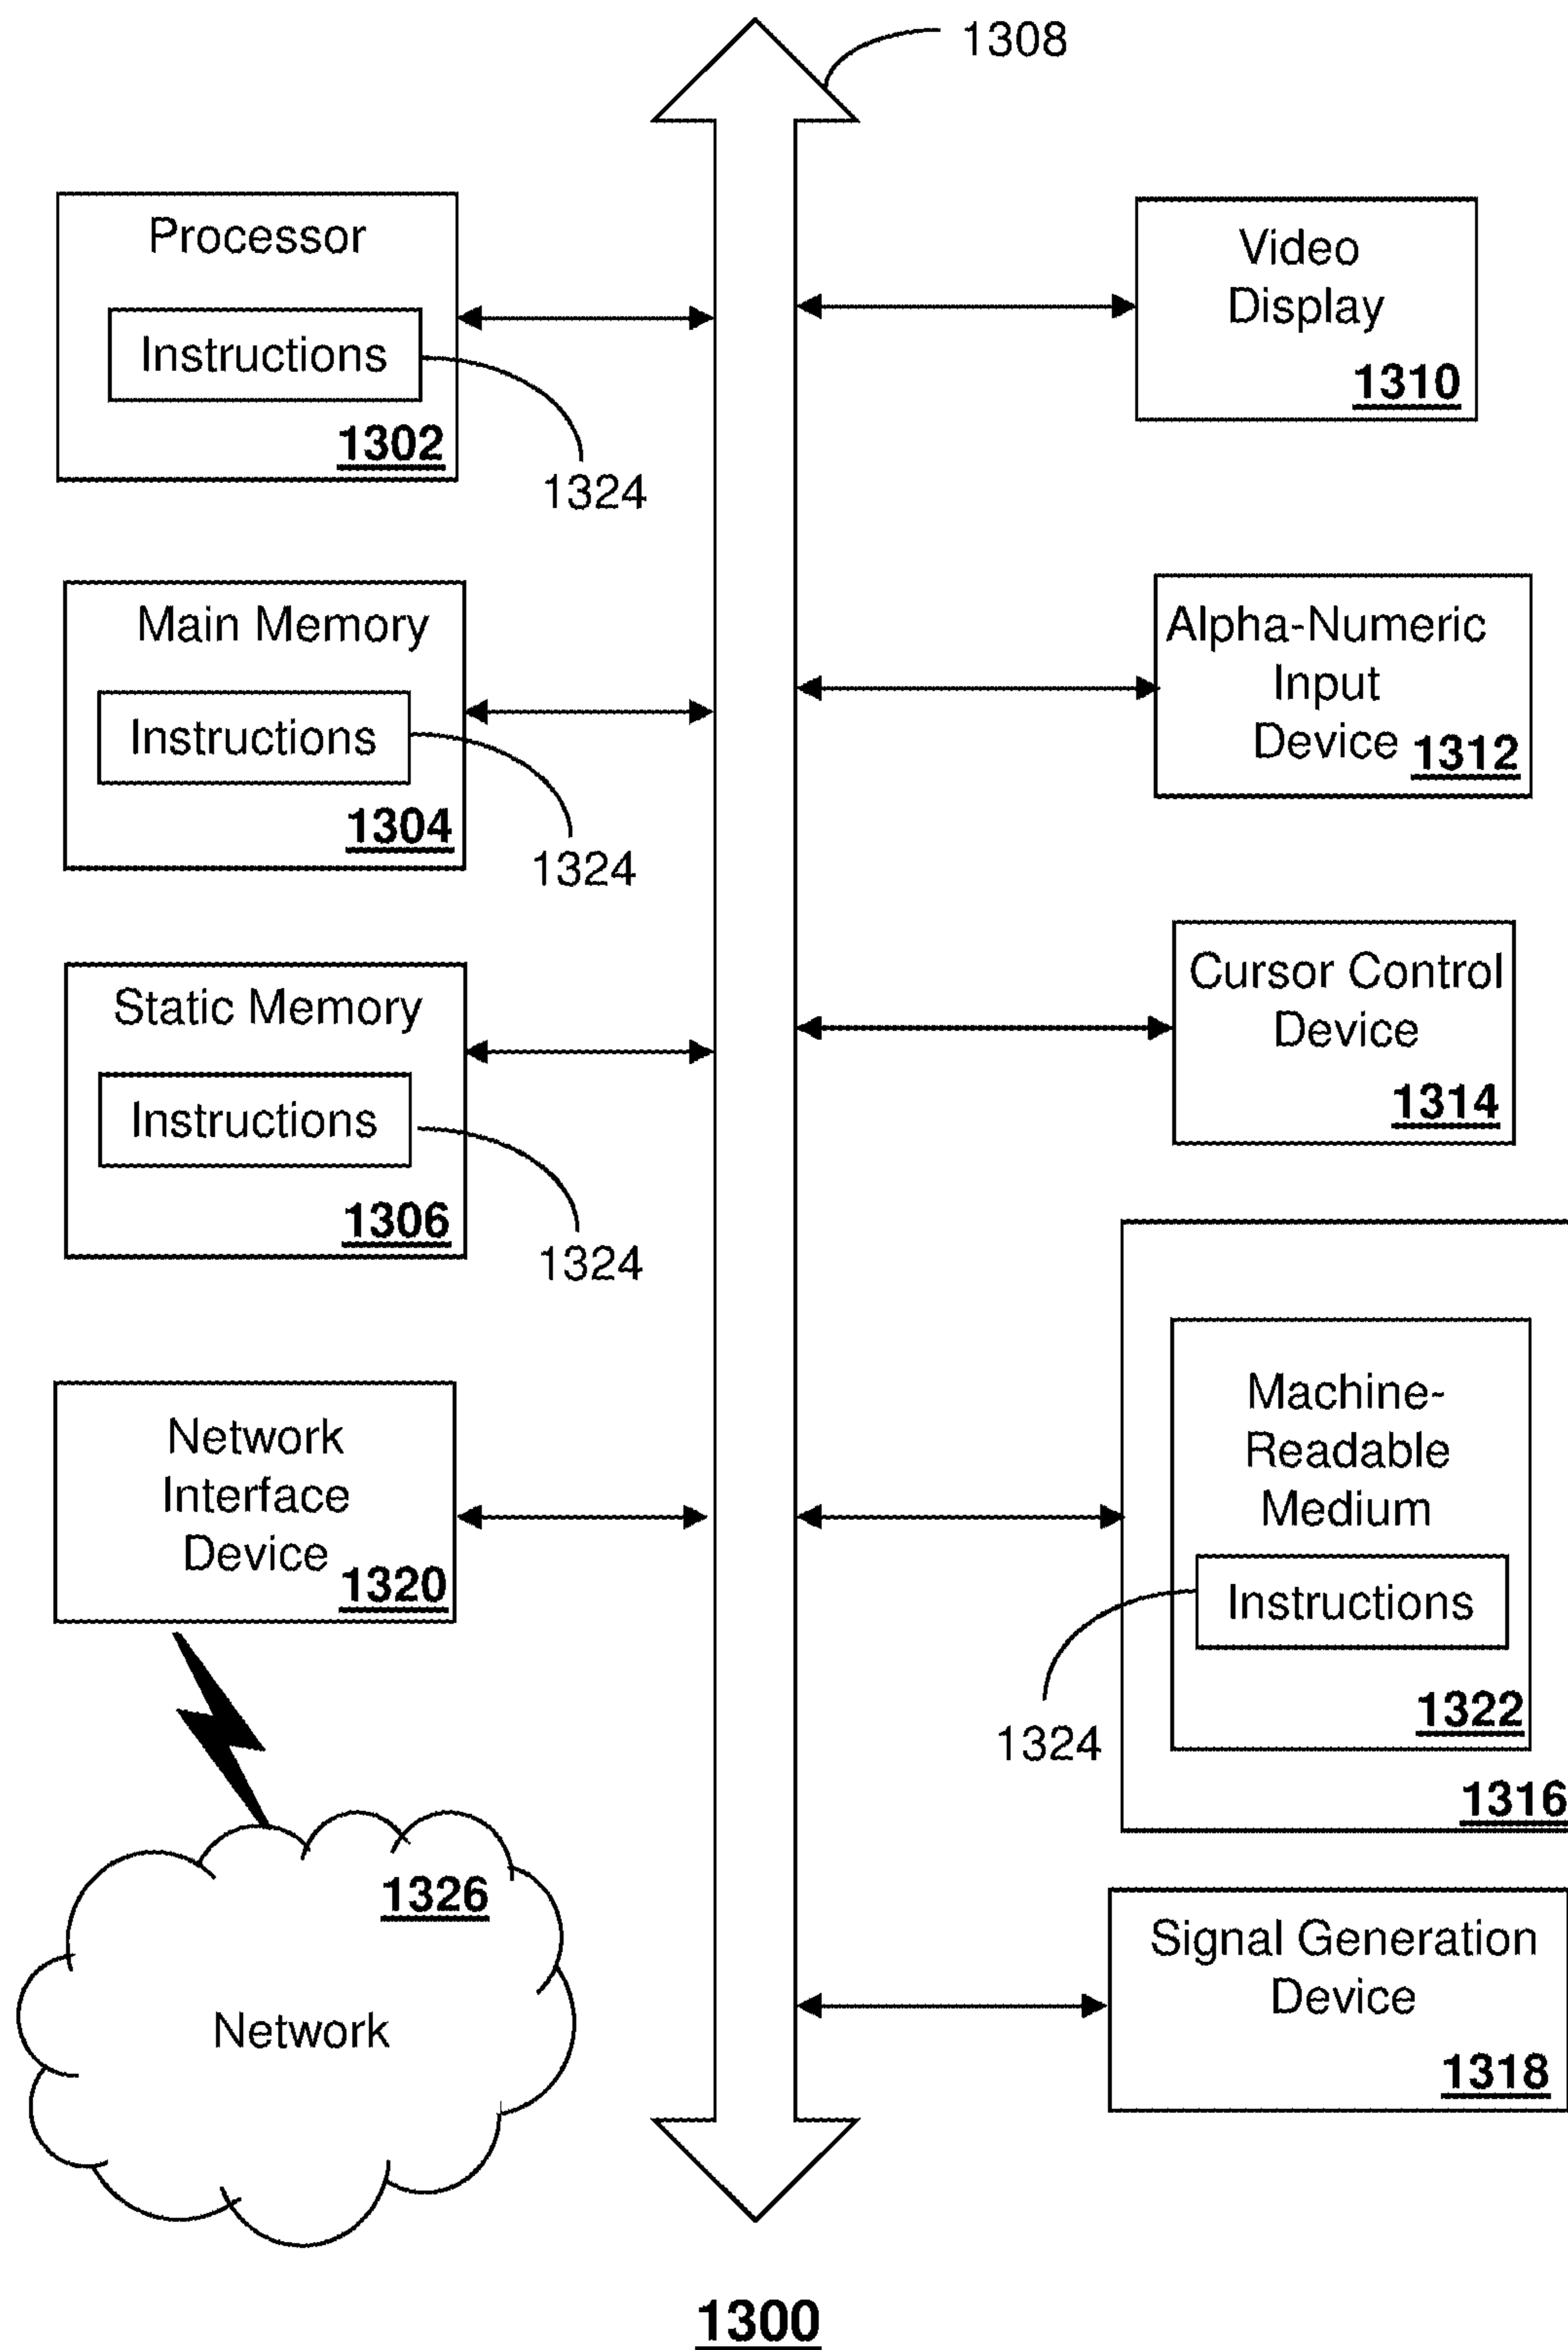 1308
Processor
Instructions
1302
1324
Video
Display
1310
Main Memory
Instructions
1304
1324
Alpha-Numeric
Input
Device 1312
Static Memory
Instructions
1306
1324
Cursor Control
Device
1314
Network
Interface
Device 1320
Machine-
Readable
Medium
Instructions
1322
1324
1316
1326
Network
Signal Generation
Device
1318
1300